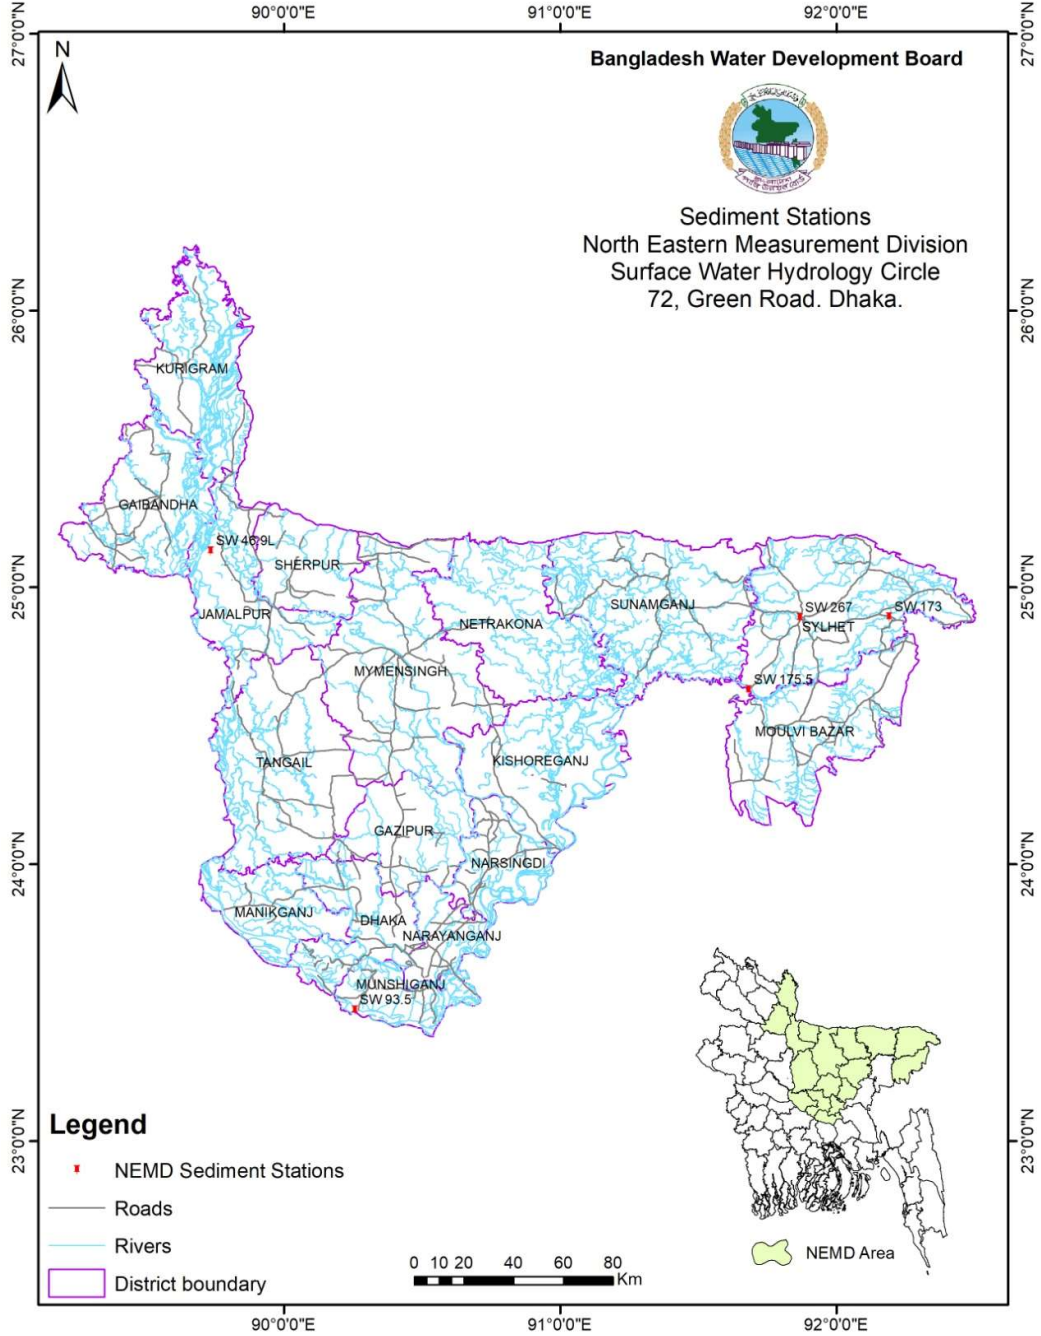 90°0'0"E 91°0'0"E 92°0'0"E
27°0'0"N 27°0'0"N
N
Bangladesh Water Development Board
Sediment Stations
North Eastern Measurement Division
Surface Water Hydrology Circle
72, Green Road. Dhaka.
26°0'0"N 26°0'0"N
KURIGRAM
GAIBANDHA
SW 46.9L
SHERPUR
25°0'0"N 25°0'0"N
JAMALPUR
SUNAMGANJ
SW 267
SW 173
NETRAKONA
SYLHET
MYMENSINGH
SW 175.5
MOULVI BAZAR
TANGAIL
KISHOREGANJ
GAZIPUR
NARSINGDI
24°0'0"N 24°0'0"N
MANIKGANJ
DHAKA
NARAYANGANJ
MUNSHIGANJ
SW 93.5
23°0'0"N 23°0'0"N
Legend
NEMD Sediment Stations
Roads
Rivers
District boundary
0 10 20 40 60 80
Km
NEMD Area
90°0'0"E 91°0'0"E 92°0'0"E